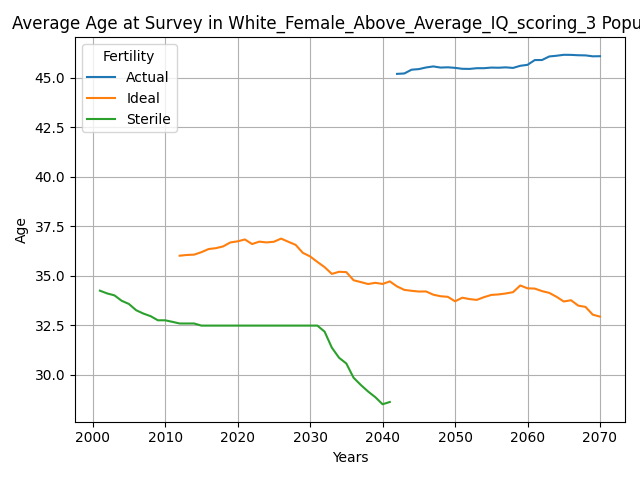 Average Age at Survey in White_Female_Above_Average_IQ_scoring_3 Popu
Fertility
Actual
Ideal
Sterile
45.0
42.5
40.0
37.5
35.0
32.5
30.0
Age
2000 2010 2020 2030 2040 2050 2060 2070
Years